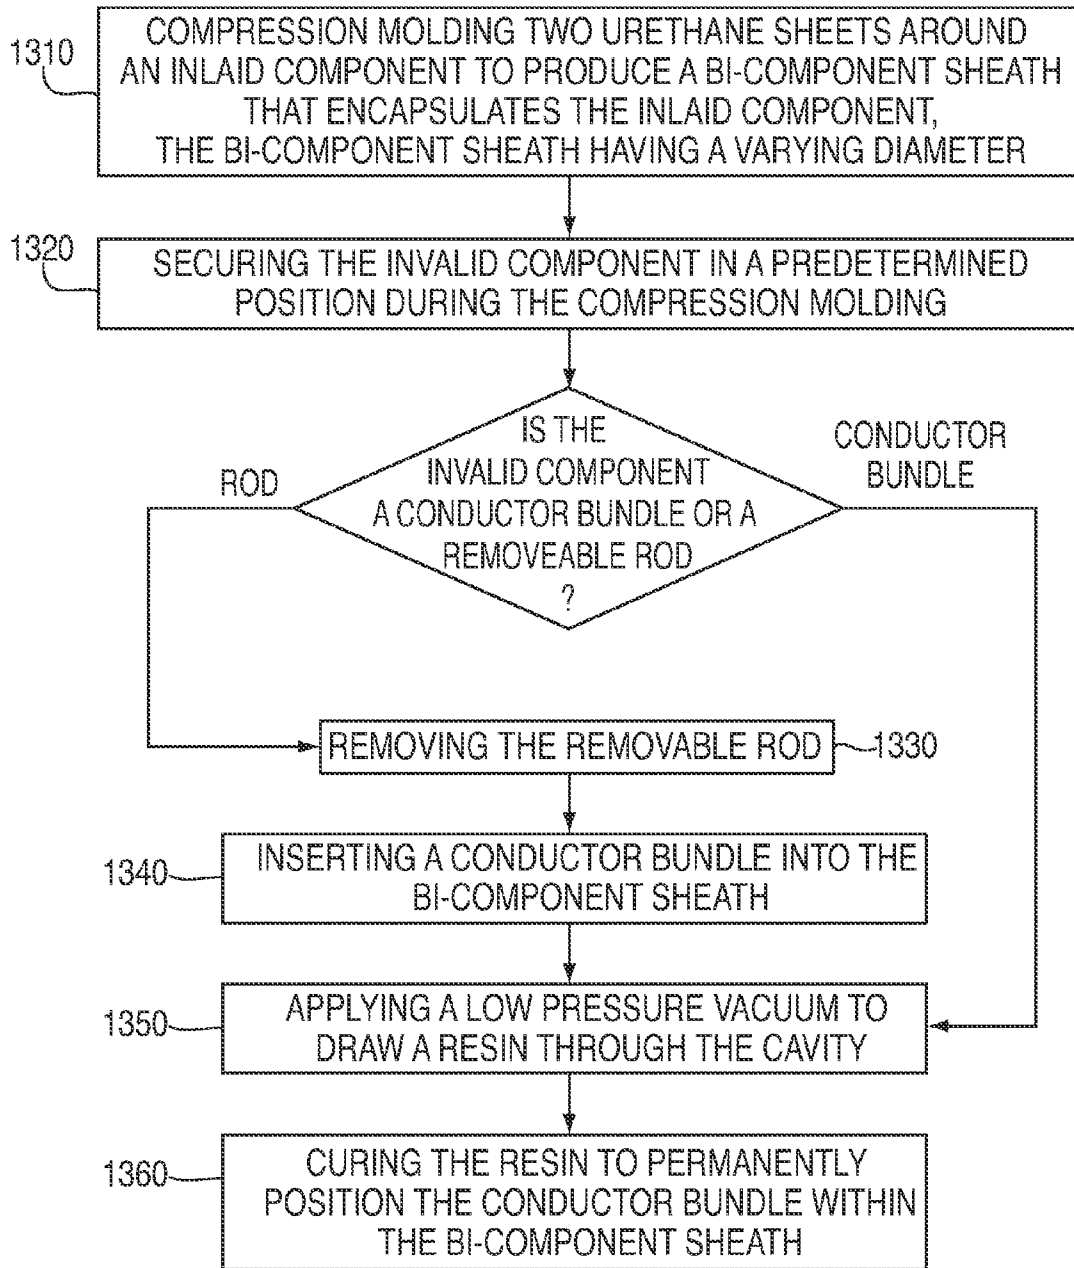 1310
COMPRESSION MOLDING TWO URETHANE SHEETS AROUND
AN INLAID COMPONENT TO PRODUCE A BI-COMPONENT SHEATH
THAT ENCAPSULATES THE INLAID COMPONENT,
THE BI-COMPONENT SHEATH HAVING A VARYING DIAMETER
1320
SECURING THE INVALID COMPONENT IN A PREDETERMINED
POSITION DURING THE COMPRESSION MOLDING
IS THE
INVALID COMPONENT
A CONDUCTOR BUNDLE OR A
REMOVEABLE ROD
?
ROD
CONDUCTOR
BUNDLE
REMOVING THE REMOVABLE ROD
1330
1340
INSERTING A CONDUCTOR BUNDLE INTO THE
BI-COMPONENT SHEATH
1350
APPLYING A LOW PRESSURE VACUUM TO
DRAW A RESIN THROUGH THE CAVITY
1360
CURING THE RESIN TO PERMANENTLY
POSITION THE CONDUCTOR BUNDLE WITHIN
THE BI-COMPONENT SHEATH